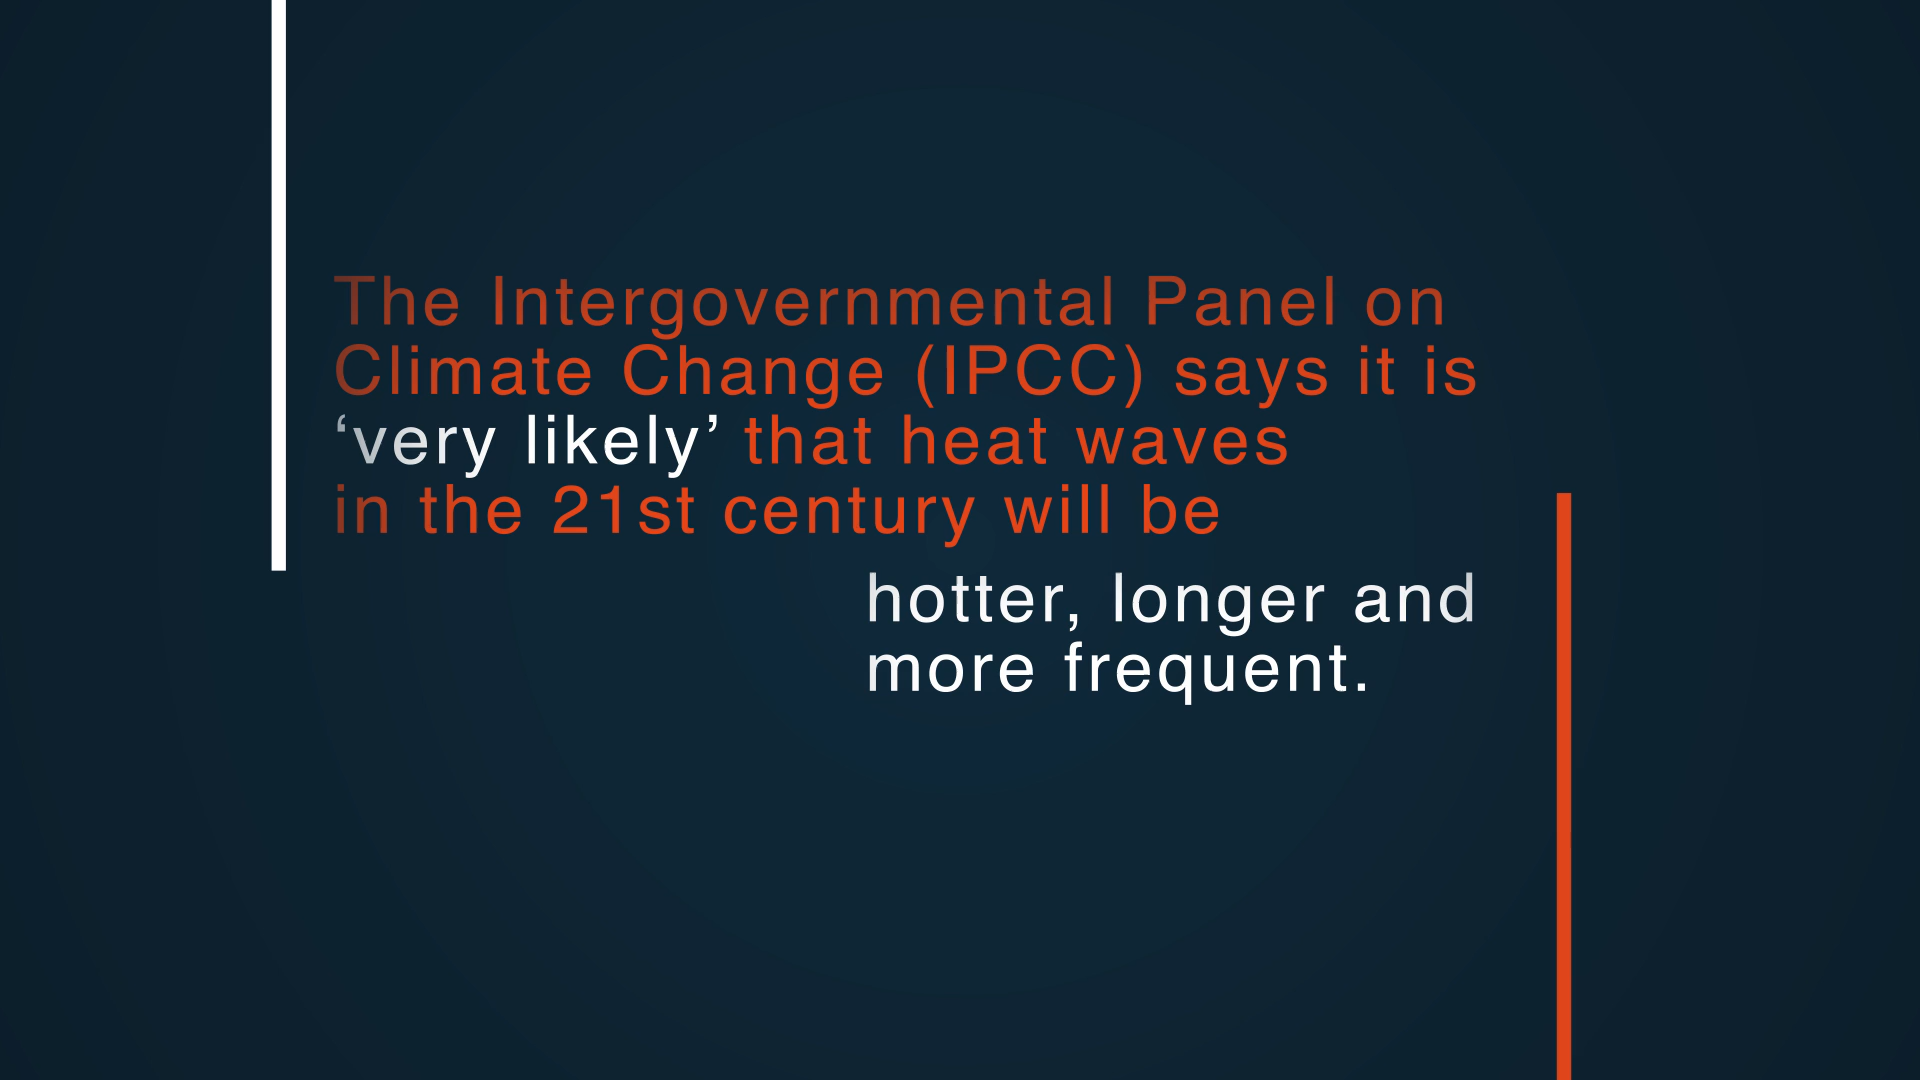 The Intergovernmental Panel on
Climate Change (IPCC) says it is
‘very likely’ that heat waves
in the 21st century will be
hotter, longer and
more frequent.